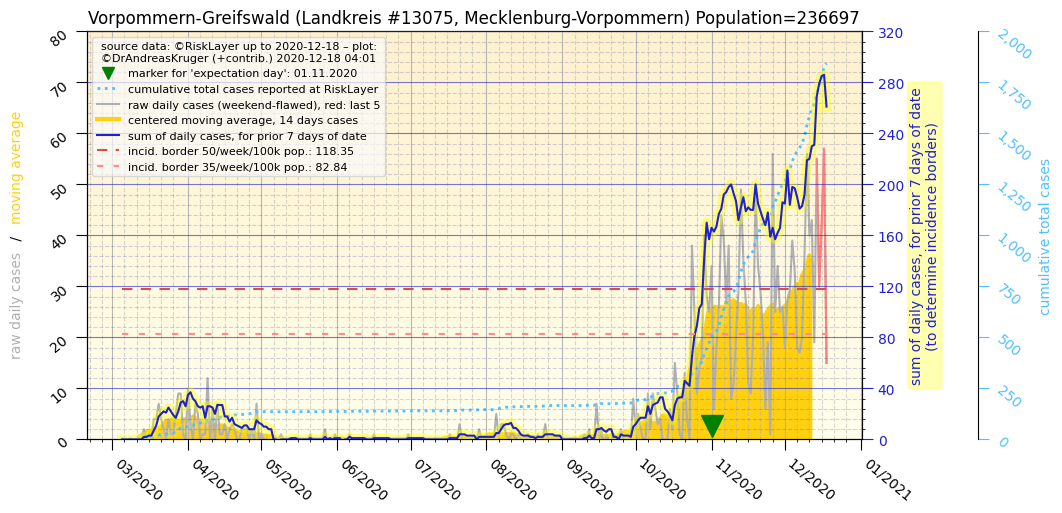 Vorpommern-Greifswald (Landkreis #13075, Mecklenburg-Vorpommern) Population=236697
source data: ©RiskLayer up to 2020-12-18 – plot:
©DrAndreasKruger (+contrib.) 2020-12-18 04:01
marker for 'expectation day': 01.11.2020
cumulative total cases reported at RiskLayer
raw daily cases (weekend-flawed), red: last 5
centered moving average, 14 days cases
sum of daily cases, for prior 7 days of date
incid. border 50/week/100k pop.: 118.35
incid. border 35/week/100k pop.: 82.84
raw daily cases / moving average
80
70
60
50
40
30
20
10
0
03/2020
04/2020
05/2020
06/2020
07/2020
08/2020
09/2020
10/2020
11/2020
12/2020
01/2021
320
280
240
200
160
120
80
40
0
sum of daily cases, for prior 7 days of date
(to determine incidence borders)
2,000
1,750
1,500
1,250
1,000
750
500
250
0
cumulative total cases